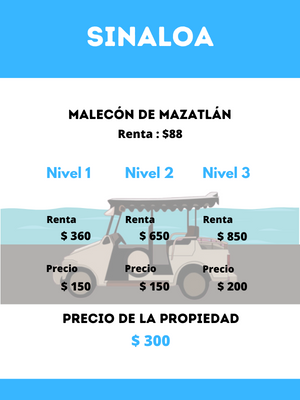 SINALOA
MALECÓN DE MAZATLÁN
Renta : $88
Nivel 1 Nivel 2 Nivel 3
Renta Renta Renta
$ 360 $ 650 $ 850
Precio Precio Precio
$ 150 $ 150 $ 200
PRECIO DE LA PROPIEDAD
$ 300